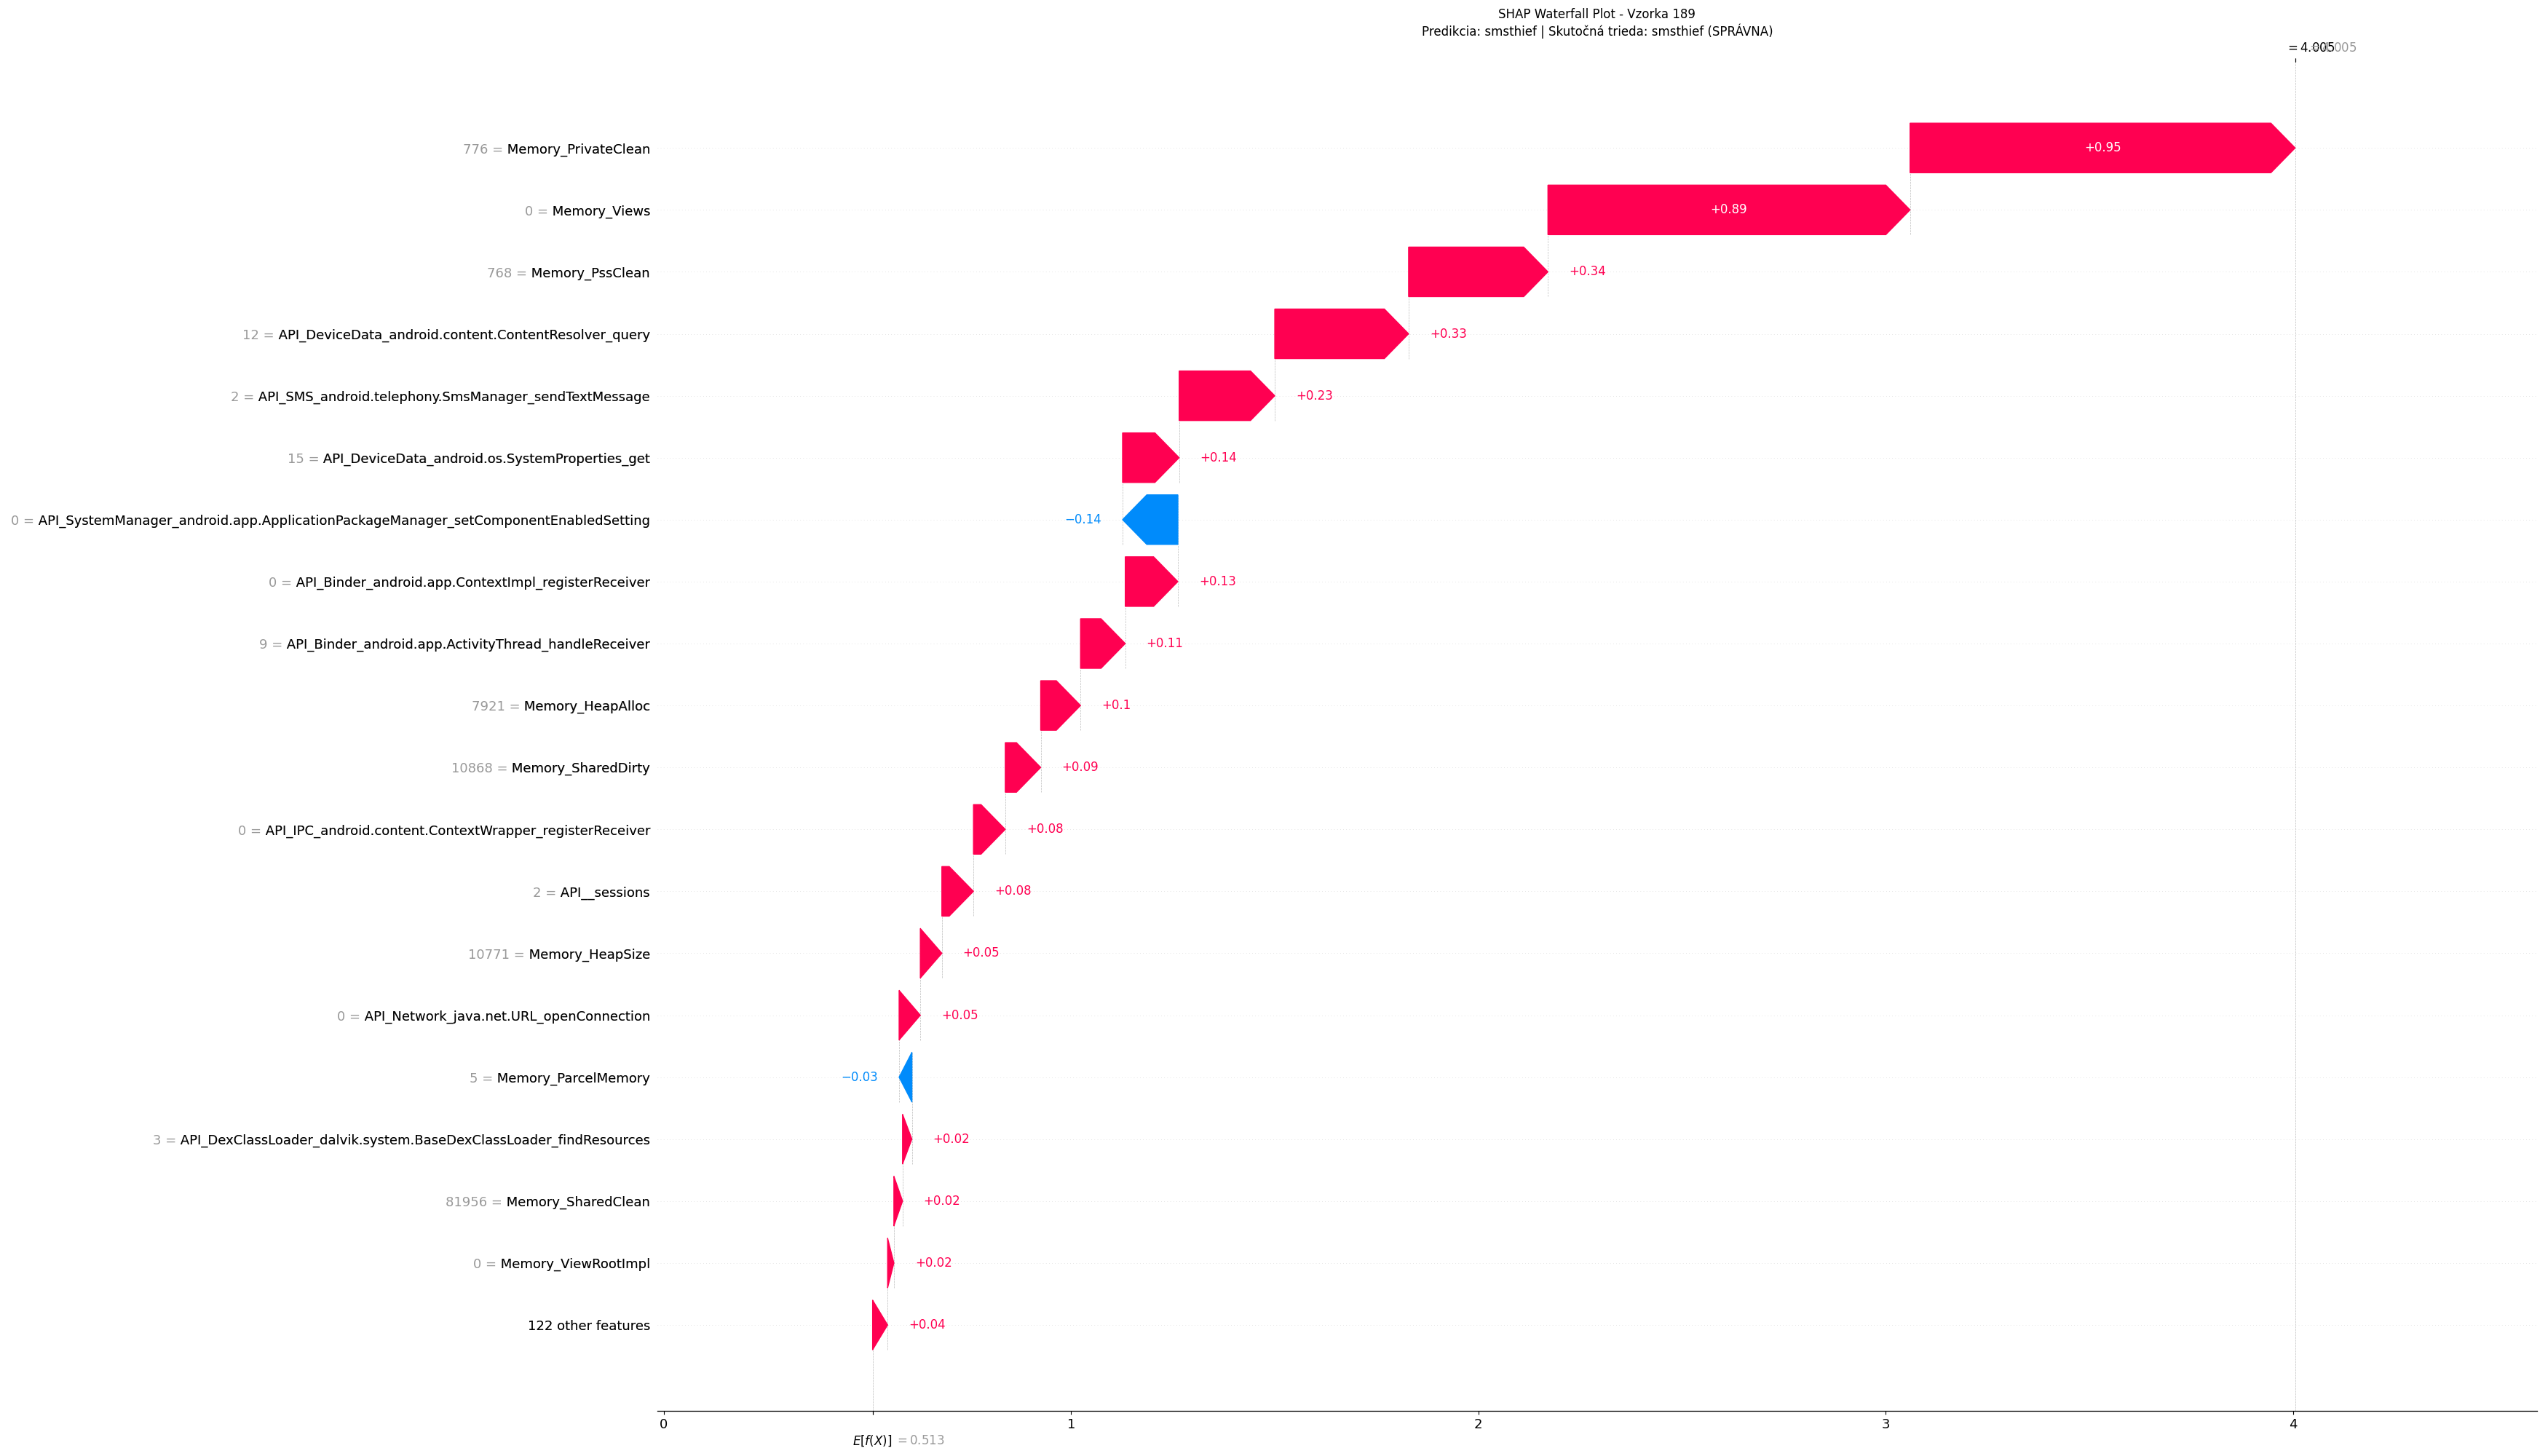 SHAP Waterfall Plot - Vzorka 189
Predikcia: smsthief | Skutočná trieda: smsthief (SPRÁVNA)
= 4.005
776 = Memory_PrivateClean
+0.95
0 = Memory_Views
+0.89
768 = Memory_PssClean
+0.34
12 = API_DeviceData_android.content.ContentResolver_query
+0.33
2 = API_SMS_android.telephony.SmsManager_sendTextMessage
+0.23
15 = API_DeviceData_android.os.SystemProperties_get
+0.14
0 = API_SystemManager_android.app.ApplicationPackageManager_setComponentEnabledSetting
−0.14
0 = API_Binder_android.app.ContextImpl_registerReceiver
+0.13
9 = API_Binder_android.app.ActivityThread_handleReceiver
+0.11
7921 = Memory_HeapAlloc
+0.1
10868 = Memory_SharedDirty
+0.09
0 = API_IPC_android.content.ContextWrapper_registerReceiver
+0.08
2 = API__sessions
+0.08
10771 = Memory_HeapSize
+0.05
0 = API_Network_java.net.URL_openConnection
+0.05
5 = Memory_ParcelMemory
−0.03
3 = API_DexClassLoader_dalvik.system.BaseDexClassLoader_findResources
+0.02
81956 = Memory_SharedClean
+0.02
0 = Memory_ViewRootImpl
+0.02
122 other features
+0.04
0 1 2 3 4
E[f(X)] = 0.513